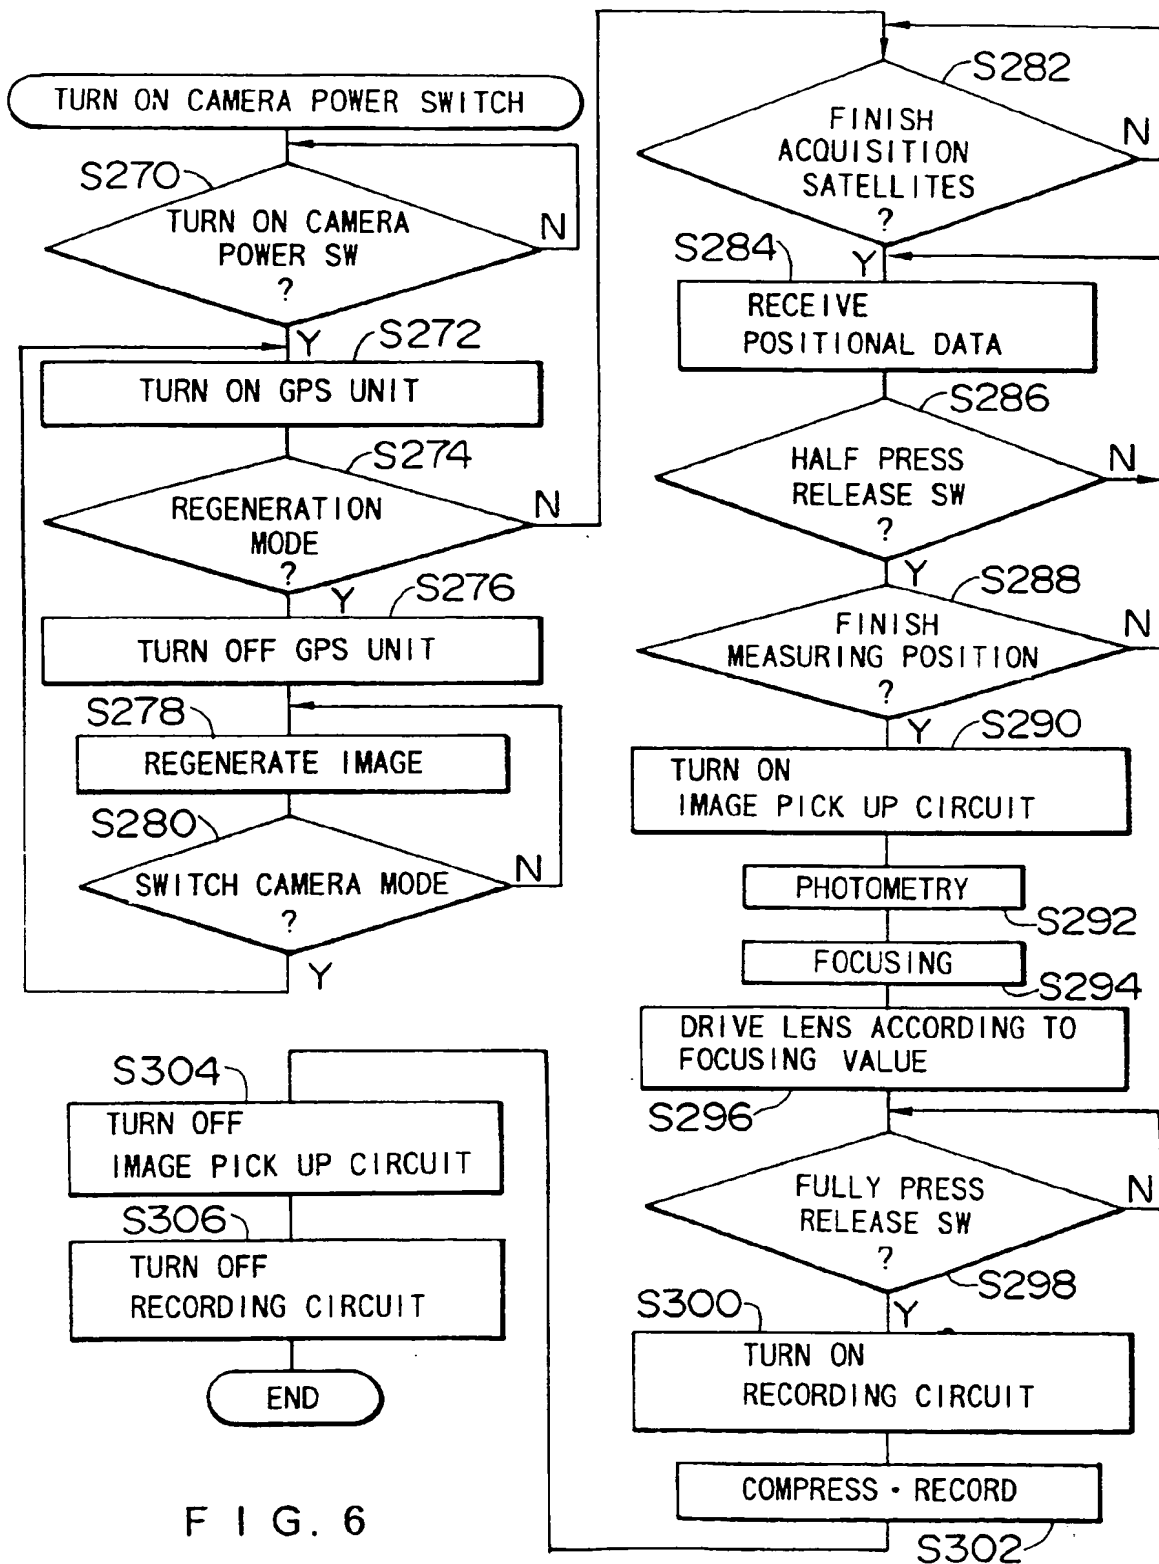 TURN ON CAMERA POWER SWITCH
S270
TURN ON CAMERA
POWER SW
?
N
Y
S272
TURN ON GPS UNIT
S274
REGENERATION
MODE
?
N
Y
S276
TURN OFF GPS UNIT
S278
REGENERATE IMAGE
S280
SWITCH CAMERA MODE
?
N
Y
S282
FINISH
ACQUISITION
SATELLITES
?
N
Y
S284
RECEIVE
POSITIONAL DATA
S286
HALF PRESS
RELEASE SW
?
N
Y
S288
FINISH
MEASURING POSITION
?
N
Y
S290
TURN ON
IMAGE PICK UP CIRCUIT
PHOTOMETRY
S292
FOCUSING
S294
DRIVE LENS ACCORDING TO
FOCUSING VALUE
S296
FULLY PRESS
RELEASE SW
?
N
S298
Y
S300
TURN ON
RECORDING CIRCUIT
COMPRESS・RECORD
S302
S304
TURN OFF
IMAGE PICK UP CIRCUIT
S306
TURN OFF
RECORDING CIRCUIT
END
FIG. 6